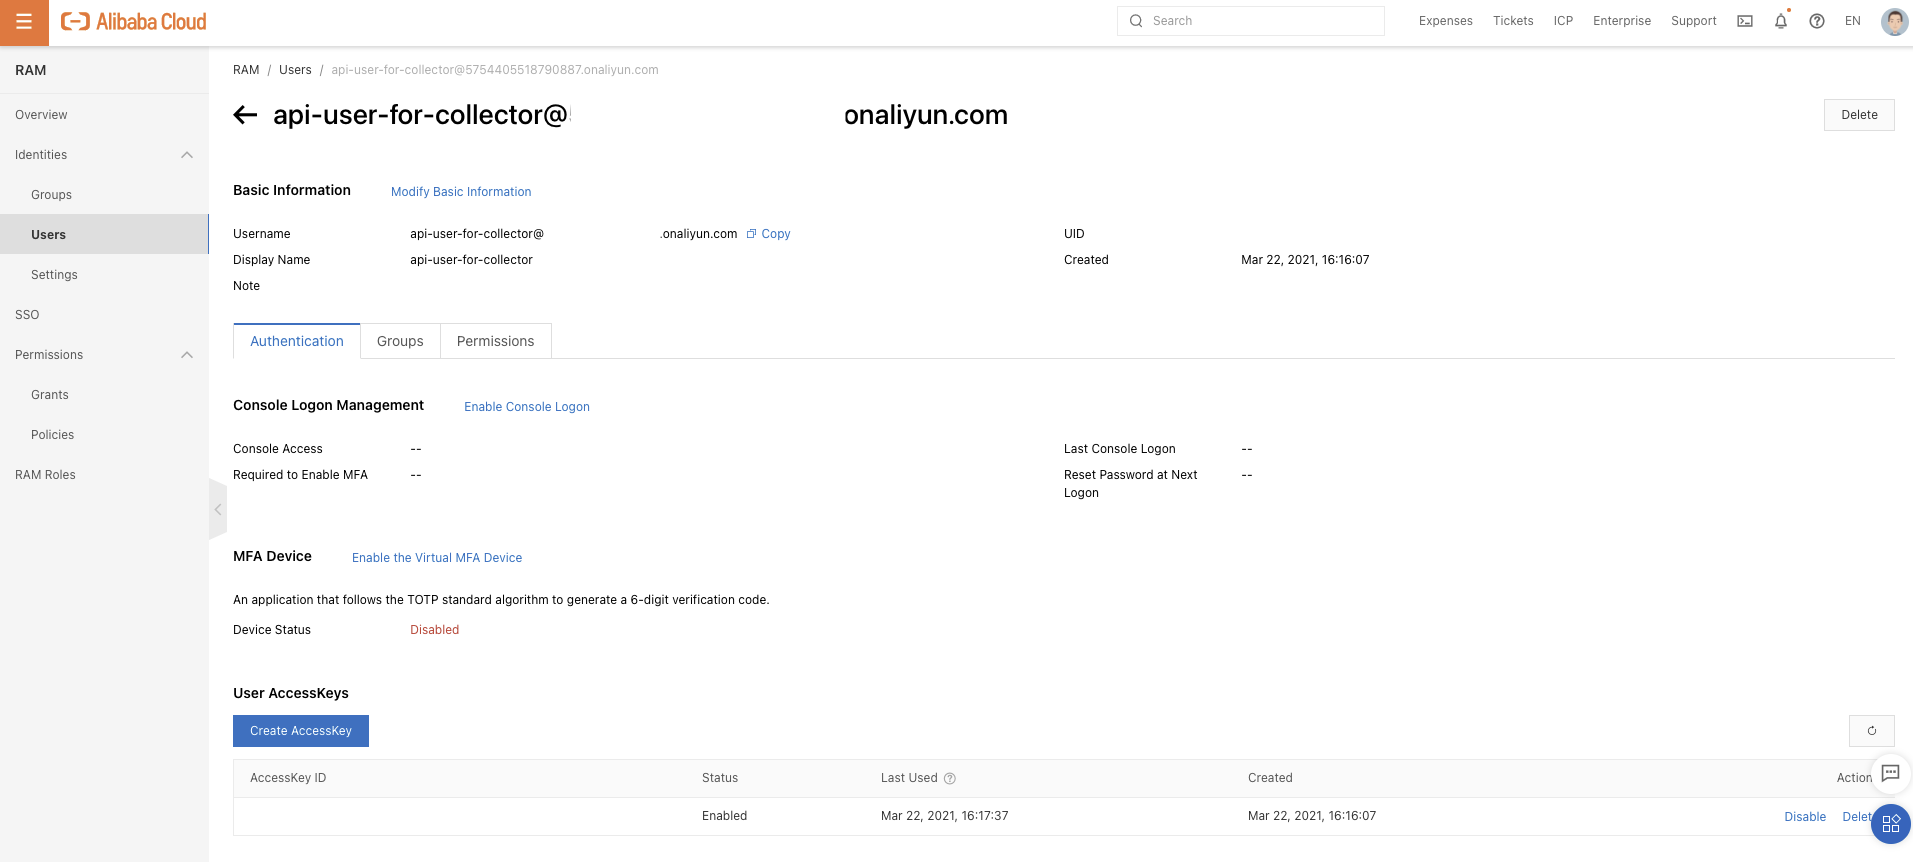 Alibaba Cloud
Search
Expenses Tickets ICP Enterprise Support EN
RAM
Overview
Identities
Groups
Users
Settings
SSO
Permissions
Grants
Policies
RAM Roles
RAM / Users / api-user-for-collector@5754405518790887.onaliyun.com
api-user-for-collector@ onaliyun.com
Delete
Basic Information Modify Basic Information
Username api-user-for-collector@ .onaliyun.com Copy UID
Display Name api-user-for-collector Created Mar 22, 2021, 16:16:07
Note
Authentication Groups Permissions
Console Logon Management Enable Console Logon
Console Access -- Last Console Logon --
Required to Enable MFA -- Reset Password at Next --
Logon
MFA Device Enable the Virtual MFA Device
An application that follows the TOTP standard algorithm to generate a 6-digit verification code.
Device Status Disabled
User AccessKeys
Create AccessKey
AccessKey ID Status Last Used Created Action
Enabled Mar 22, 2021, 16:17:37 Mar 22, 2021, 16:16:07 Disable Delet